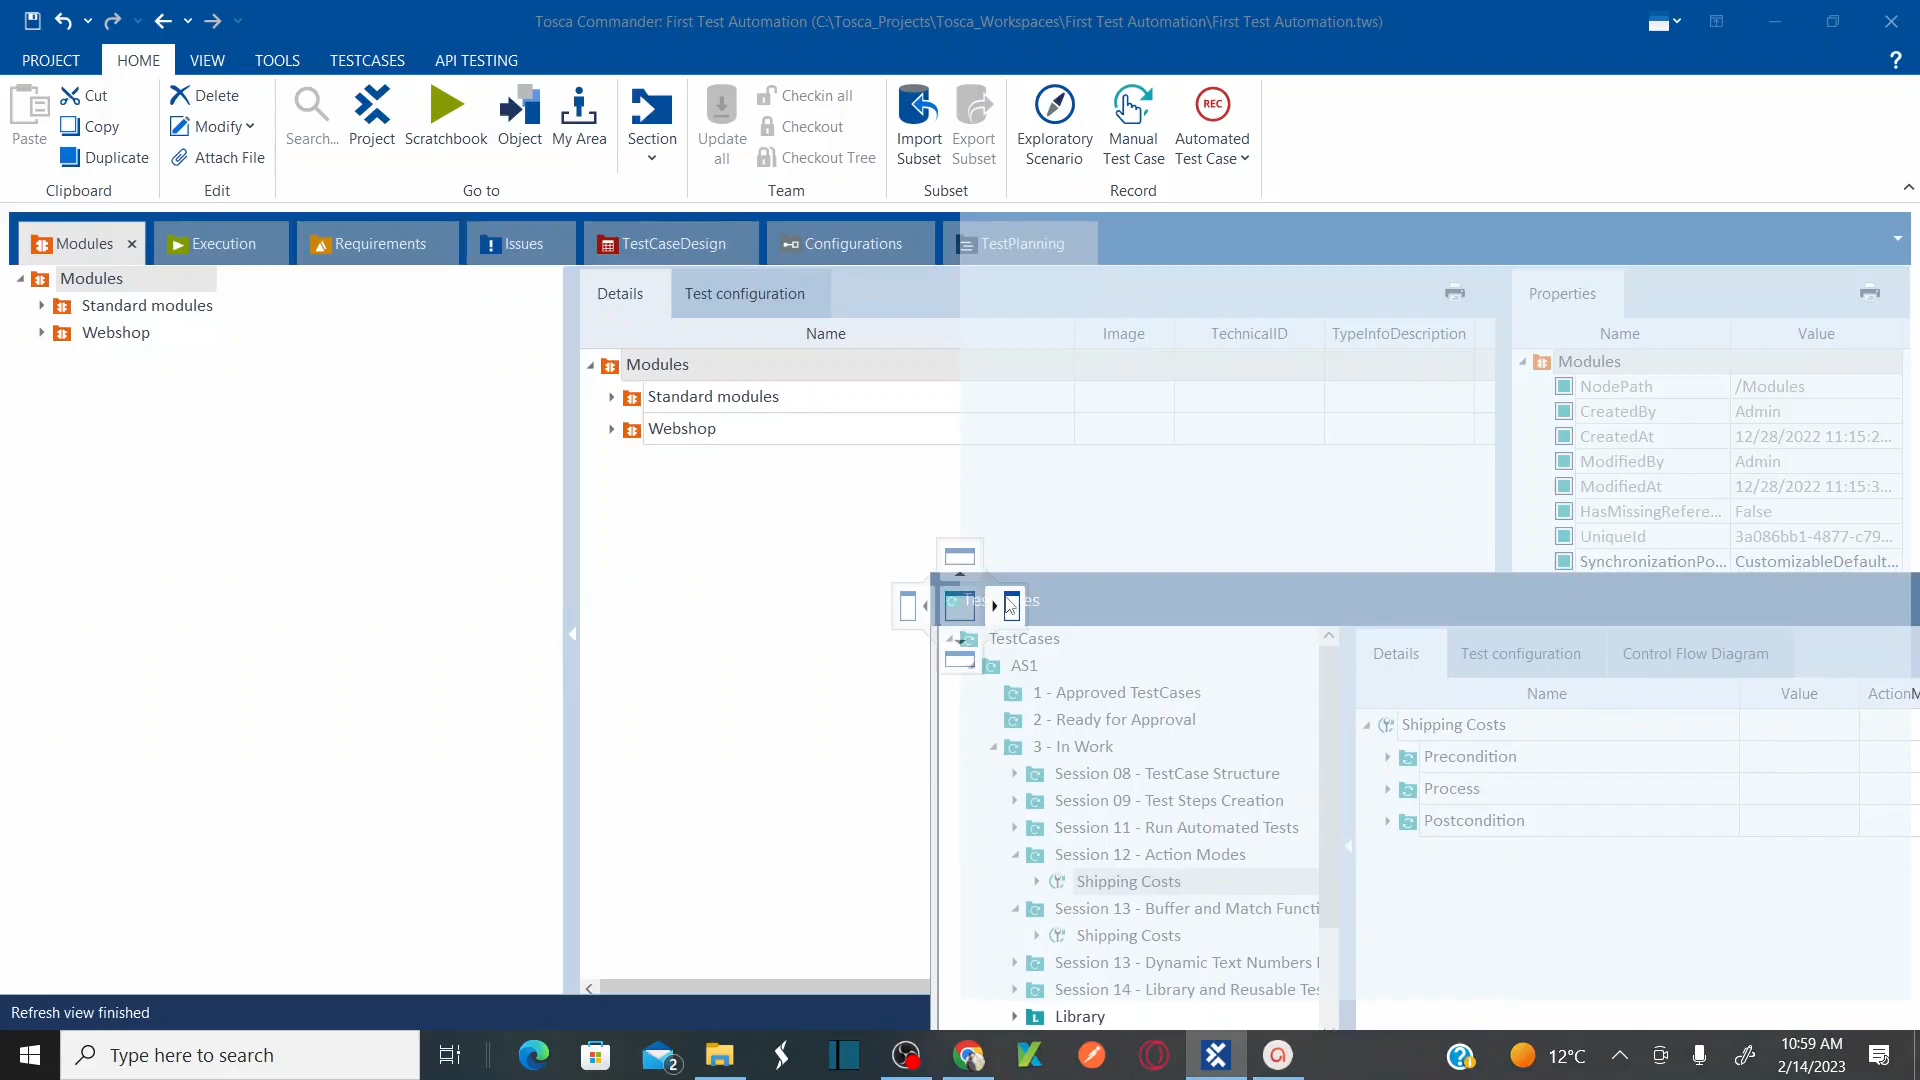 Tosca Commander: First Test Automation (C:\Tosca_Projects\Tosca_Workspaces\First Test Automation\First Test Automation.tws)
PROJECT HOME VIEW TOOLS TESTCASES API TESTING ?
Paste Cut Copy Duplicate Clipboard
Delete Modify Attach File Edit
Search... Project Scratchbook Object My Area Section Go to
Update all Checkin all Checkout Checkout Tree Team
Import Subset Export Subset Subset
Exploratory Scenario Manual Test Case REC Automated Test Case Record
Modules Execution Requirements Issues TestCaseDesign Configurations TestPlanning
Modules
Standard modules
Webshop
Details Test configuration
Name Image TechnicalID TypeInfoDescription
Modules
Standard modules
Webshop
Properties
Name Value
Modules
NodePath /Modules
CreatedBy Admin
CreatedAt 12/28/2022 11:15:2...
ModifiedBy Admin
ModifiedAt 12/28/2022 11:15:3...
HasMissingRefere... False
UniqueId 3a086bb1-4877-c79...
SynchronizationPo... CustomizableDefault...
TestCases
AS1
1 - Approved TestCases
2 - Ready for Approval
3 - In Work
Session 08 - TestCase Structure
Session 09 - Test Steps Creation
Session 11 - Run Automated Tests
Session 12 - Action Modes
Shipping Costs
Session 13 - Buffer and Match Functi
Shipping Costs
Session 13 - Dynamic Text Numbers
Session 14 - Library and Reusable Tes
Library
Details Test configuration Control Flow Diagram
Name Value ActionM
Shipping Costs
Precondition
Process
Postcondition
Refresh view finished
Type here to search
2
12°C
10:59 AM
2/14/2023